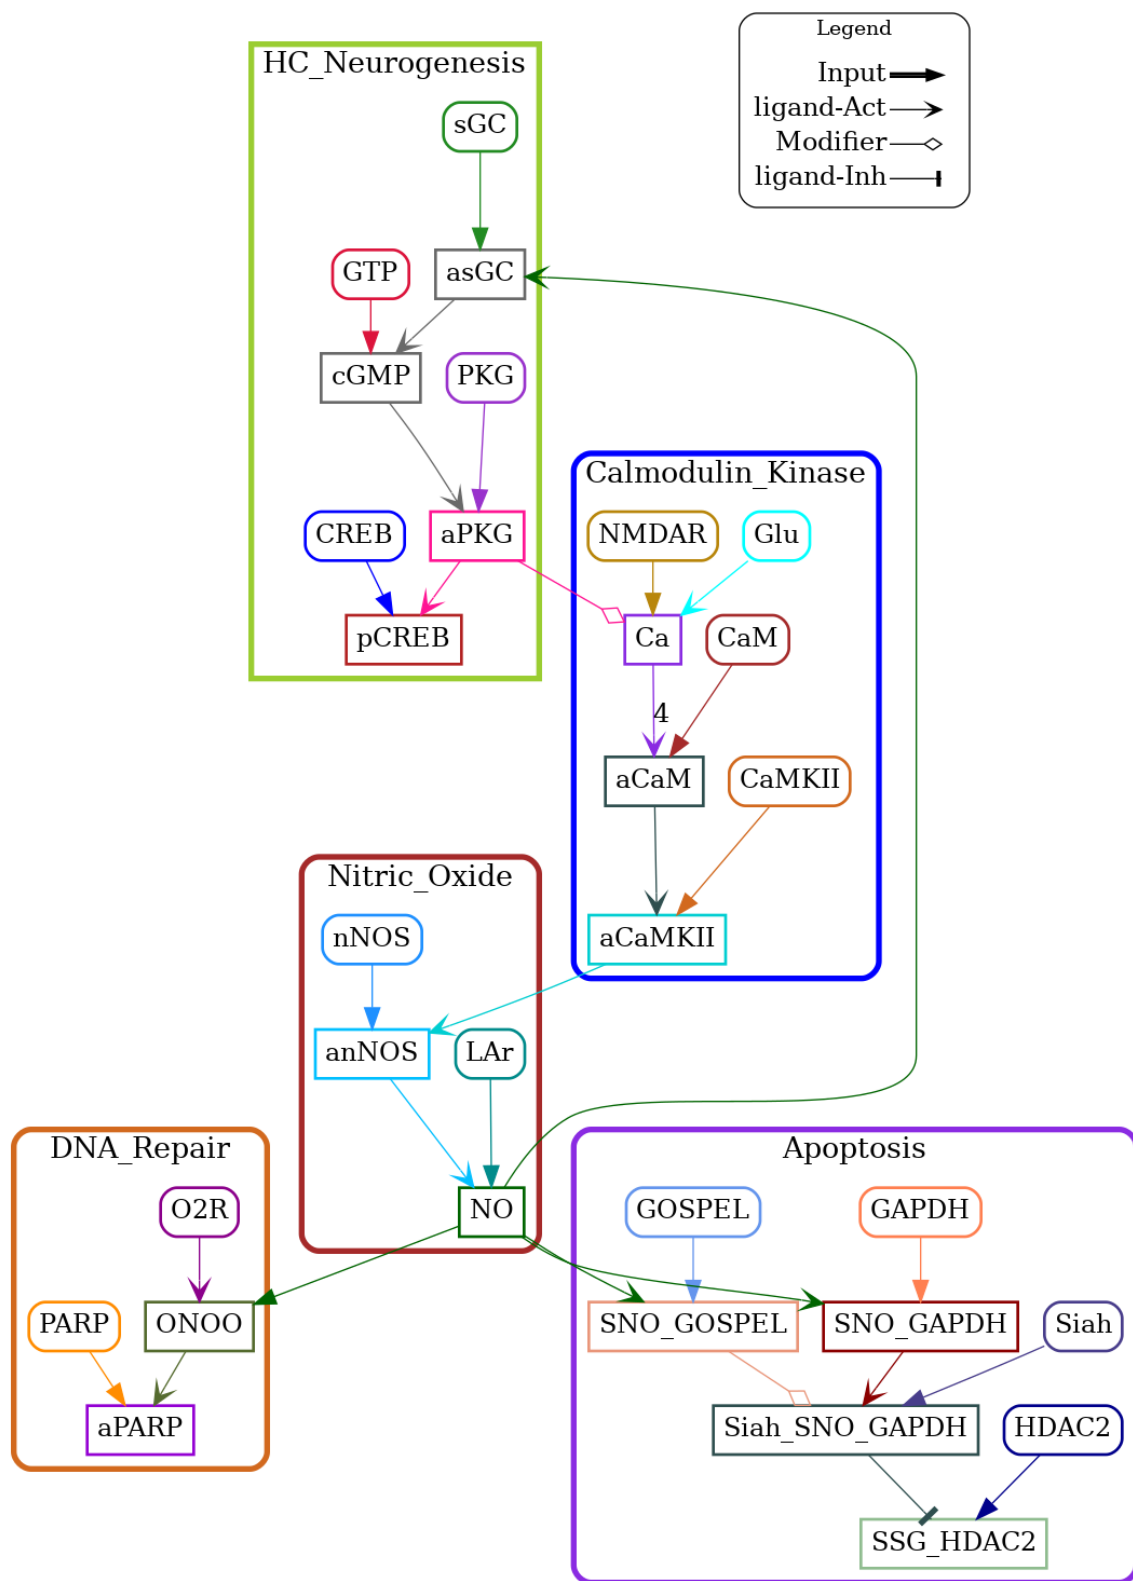 Legend
Input
ligand-Act
Modifier
ligand-Inh
HC_Neurogenesis
sGC
GTP
asGC
cGMP
PKG
CREB
aPKG
pCREB
Calmodulin_Kinase
NMDAR
Glu
Ca
CaM
4
aCaM
CaMKII
aCaMKII
Nitric_Oxide
nNOS
anNOS
LAr
NO
DNA_Repair
O2R
PARP
ONOO
aPARP
Apoptosis
GOSPEL
GAPDH
SNO_GOSPEL
SNO_GAPDH
Siah
Siah_SNO_GAPDH
HDAC2
SSG_HDAC2